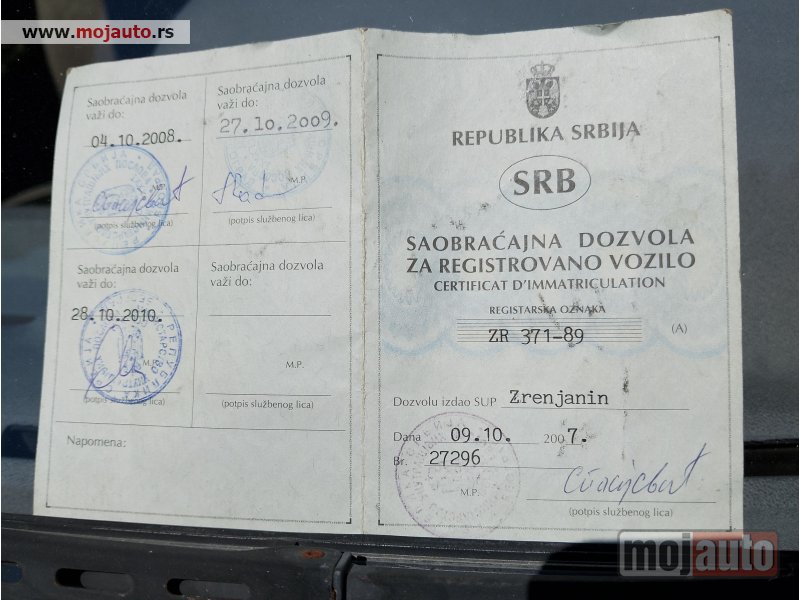 www.mojauto.rs
Saobraćajna dozvola
važi do:
04.10.2008.
M.P.
(potpis službenog lica)
Saobraćajna dozvola
važi do:
27.10.2009.
M.P.
(potpis službenog lica)
Saobraćajna dozvola
važi do:
28.10.2010.
M.P.
(potpis službenog lica)
Saobraćajna dozvola
važi do:
M.P.
(potpis službenog lica)
Napomena:
REPUBLIKA SRBIJA
SRB
SAOBRAĆAJNA DOZVOLA
ZA REGISTROVANO VOZILO
CERTIFICAT D'IMMATRICULATION
REGISTARSKA OZNAKA
ZR 371-89 (A)
Dozvolu izdao SUP Zrenjanin
Dana 09.10. 2007.
Br. 27296
M.P.
(potpis službenog lica)
mojauto